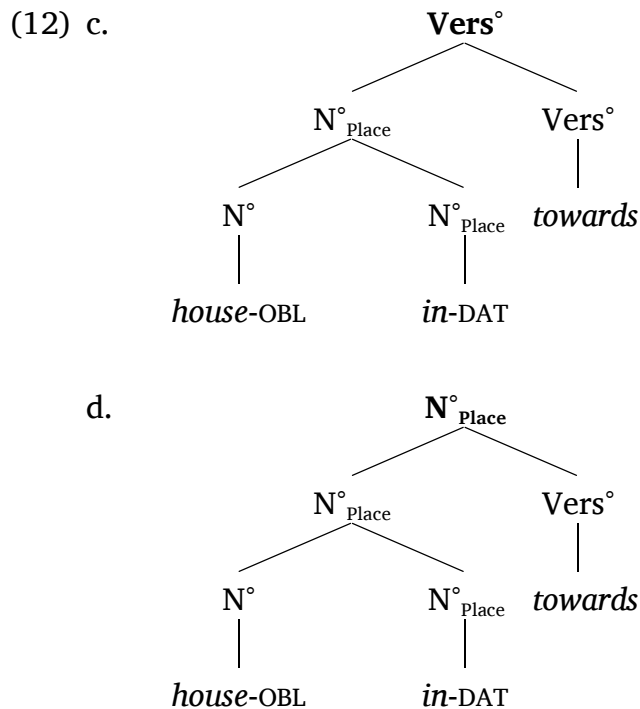 (12) c. Vers°
N°Place Vers°
N° N°Place towards
house-OBL in-DAT
d. N°Place
N°Place Vers°
N° N°Place towards
house-OBL in-DAT